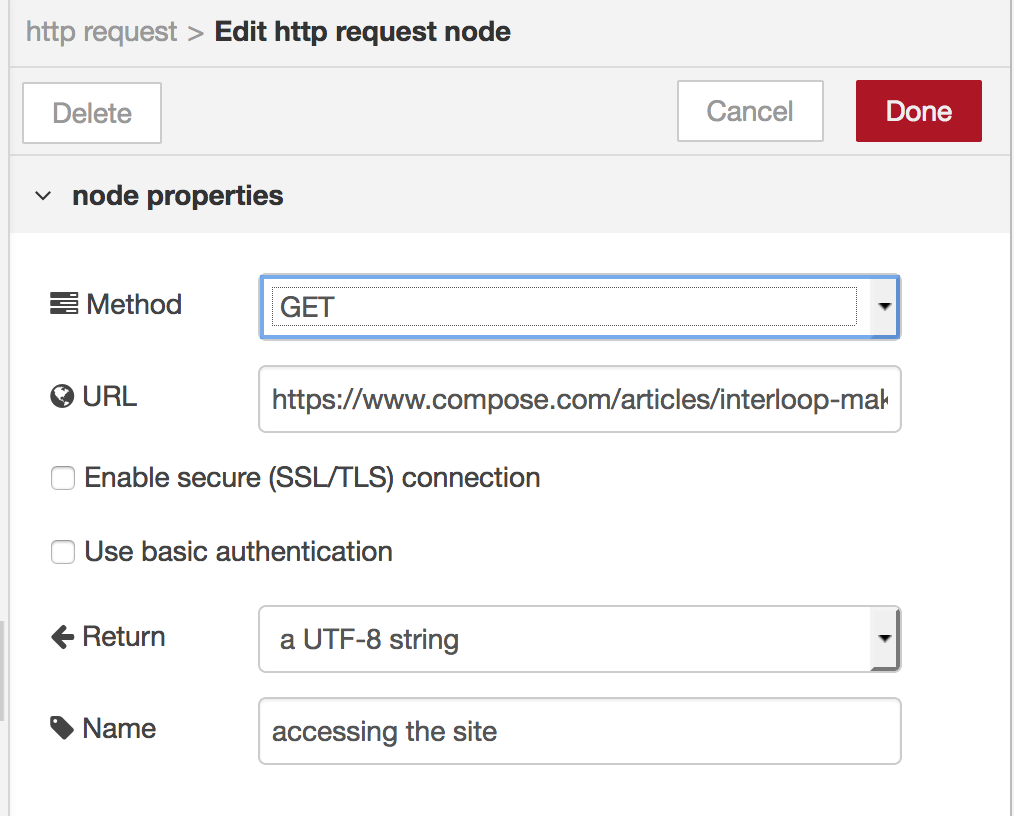 http request > Edit http request node
Delete Cancel Done
node properties
Method GET
URL https://www.compose.com/articles/interloop-mak
Enable secure (SSL/TLS) connection
Use basic authentication
Return a UTF-8 string
Name accessing the site